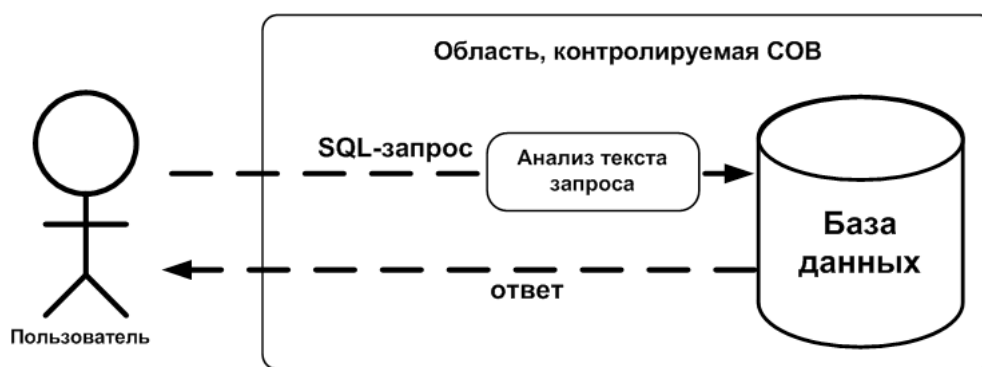 Область, контролируемая СОВ
SQL-запрос
Анализ текста
запроса
База
данных
ответ
Пользователь